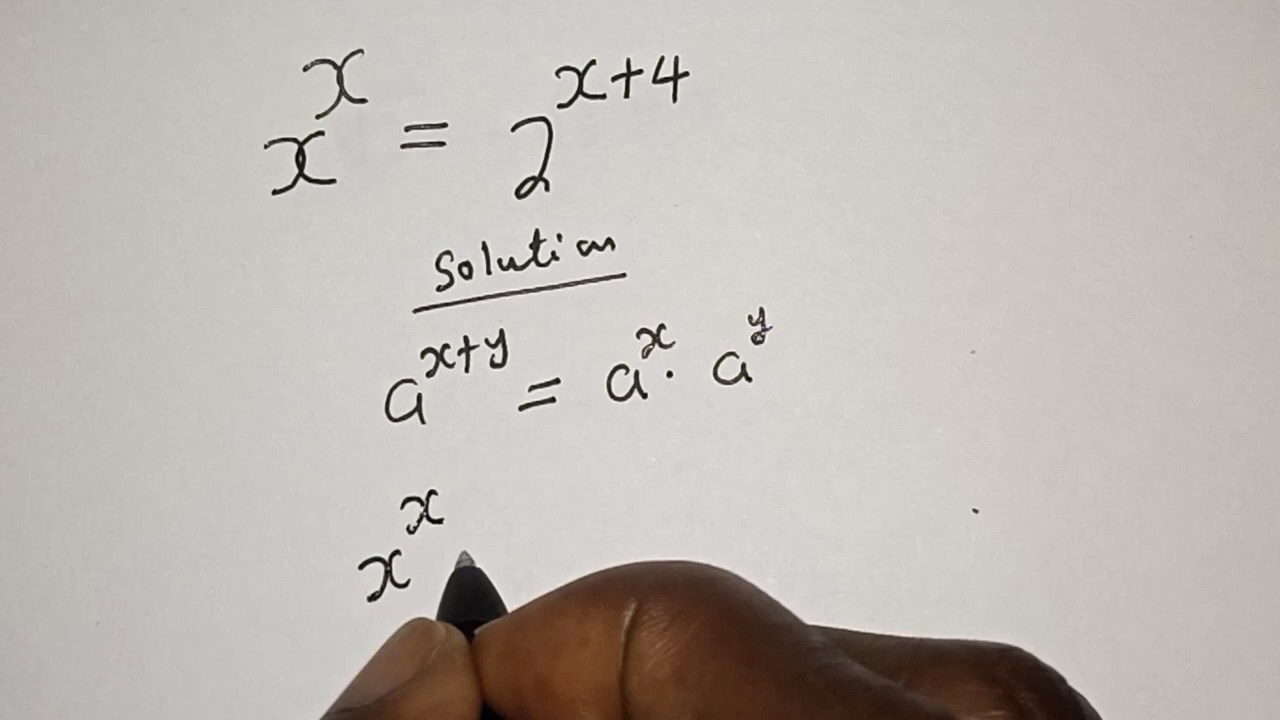 x^x = 2^{x+4}
Solution
a^{x+y} = a^x · a^y
x^x